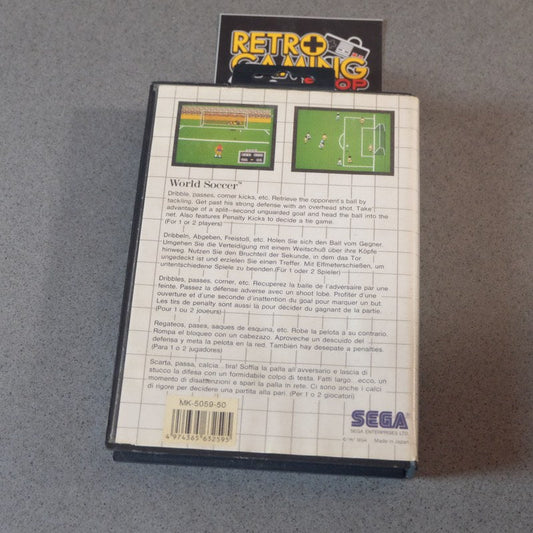 RETRO
GAMING
OP
World Soccer™
Dribble, passes, corner kicks, etc. Retrieve the opponent's ball by
tackling. Get past his strong defense with an overhead shot. Take
advantage of a split-second unguarded goal and head the ball into the
net. Also features Penalty Kicks to decide a tie game.
(For 1 or 2 players)
Dribbeln, Abgeben, Freistoß, etc. Holen Sie sich den Ball vom Gegner.
Umgehen Sie die Verteidigung mit einem Weitschuß über ihre Köpfe
hinweg. Nutzen Sie den Bruchteil der Sekunde, in dem das Tor
ungedeckt ist und erzielen Sie einen Treffer. Mit Elfmeterschießen, um
untentschiedene Spiele zu beenden.(Für 1 oder 2 Spieler)
Dribbles, passes, corner, etc. Récupérez la balle de l'adversaire par une
feinte. Passez la défense adverse avec un shoot lobe. Profiter d'une
ouverture et d'une seconde d'inattention du goal pour marquer un but.
Les tirs de penalty sont aussi la pour décider du gagnant de la partie.
(Pour 1 ou 2 joueurs)
Regateos, pases, saques de esquina, etc. Robe la pelota a su contrario.
Rompa el bloqueo con un cabezazo. Aproveche un descuido del
defensa y meta la pelota en la red. También hay desempate a penalties.
(Para 1 o 2 jugadores)
Scarta, passa, calcia...tira! Soffia la palla all'avversario e lascia di
stucco la difesa con un formidabile colpo di testa. Fatti largo...ecco, un
momento di disattenzione e spari la palla in rete. Ci sono anche i calci
di rigore per decidere una partita alla pari. (Per 1 o 2 giocatori)
MK-5059-50
4 974365 632595
SEGA
SEGA ENTERPRISES LTD.
Made in Japan